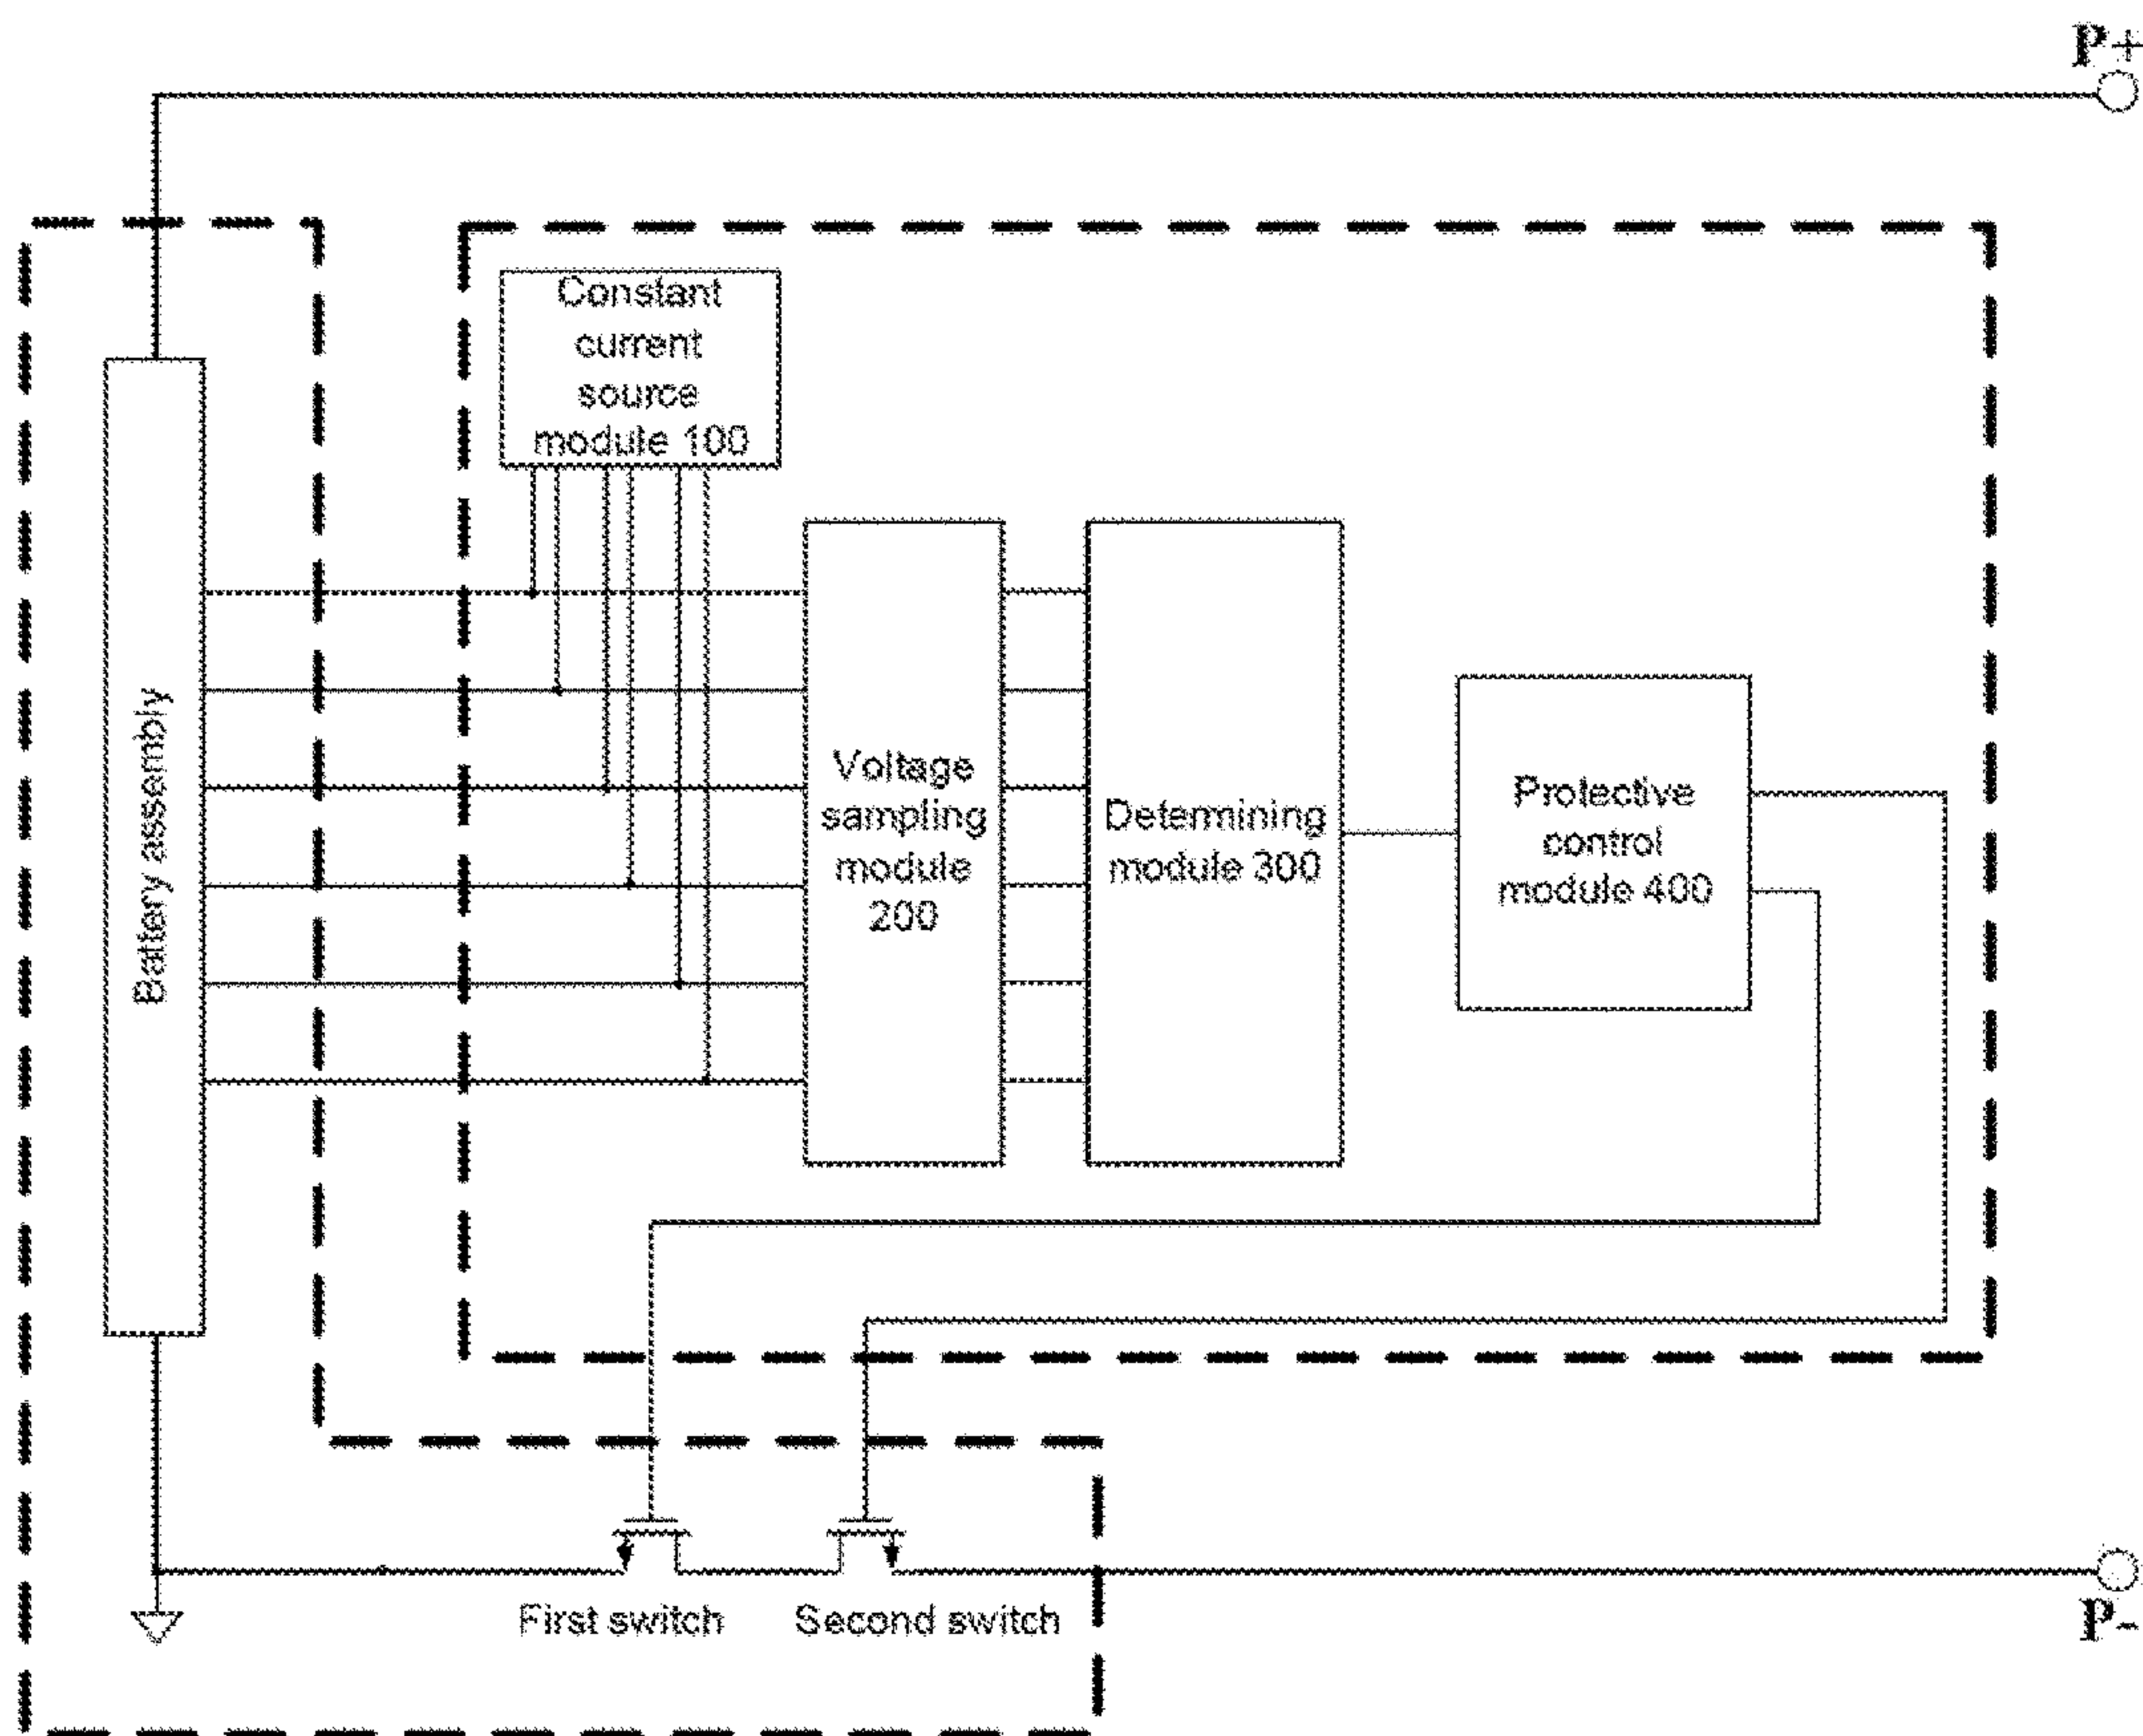 P+
Constant
current
source
module 100
Battery assembly
Voltage
sampling
module
200
Determining
module 300
Protective
control
module 400
First switch
Second switch
P-